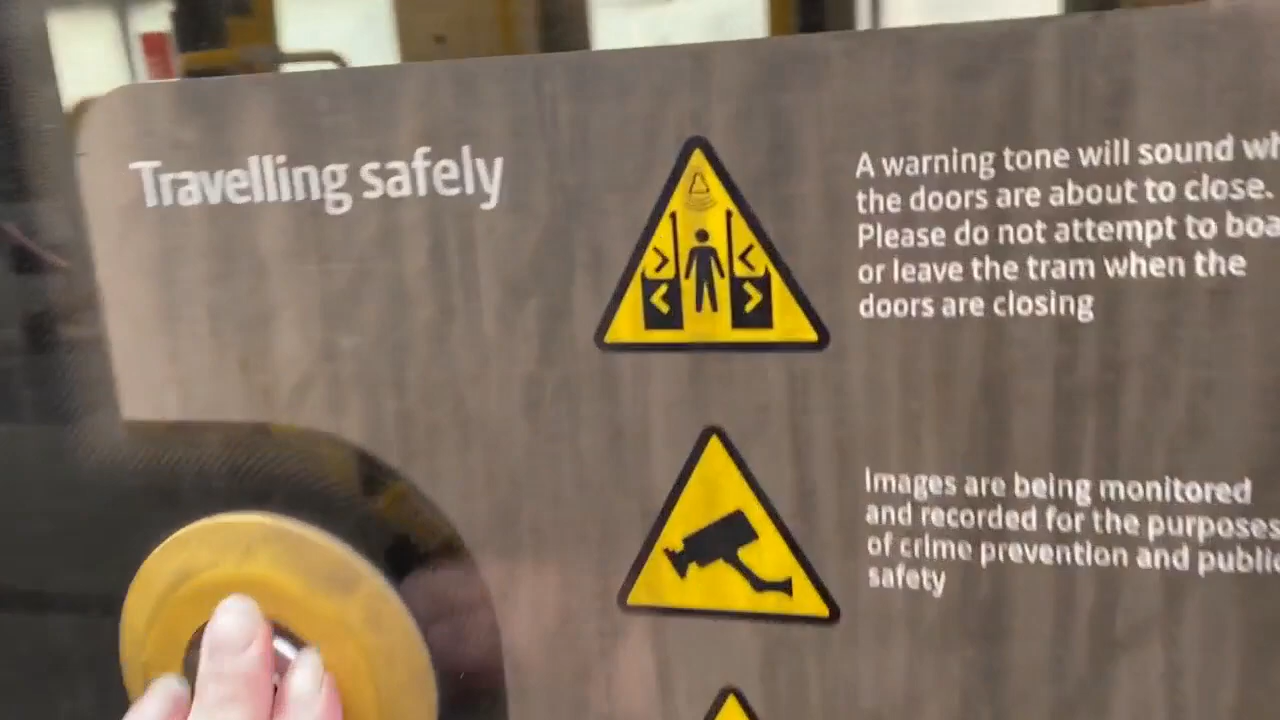 Travelling safely
A warning tone will sound
the doors are about to close.
Please do not attempt to
or leave the tram when the
doors are closing
Images are being monitored
and recorded for the purposes
of crime prevention and public
safety